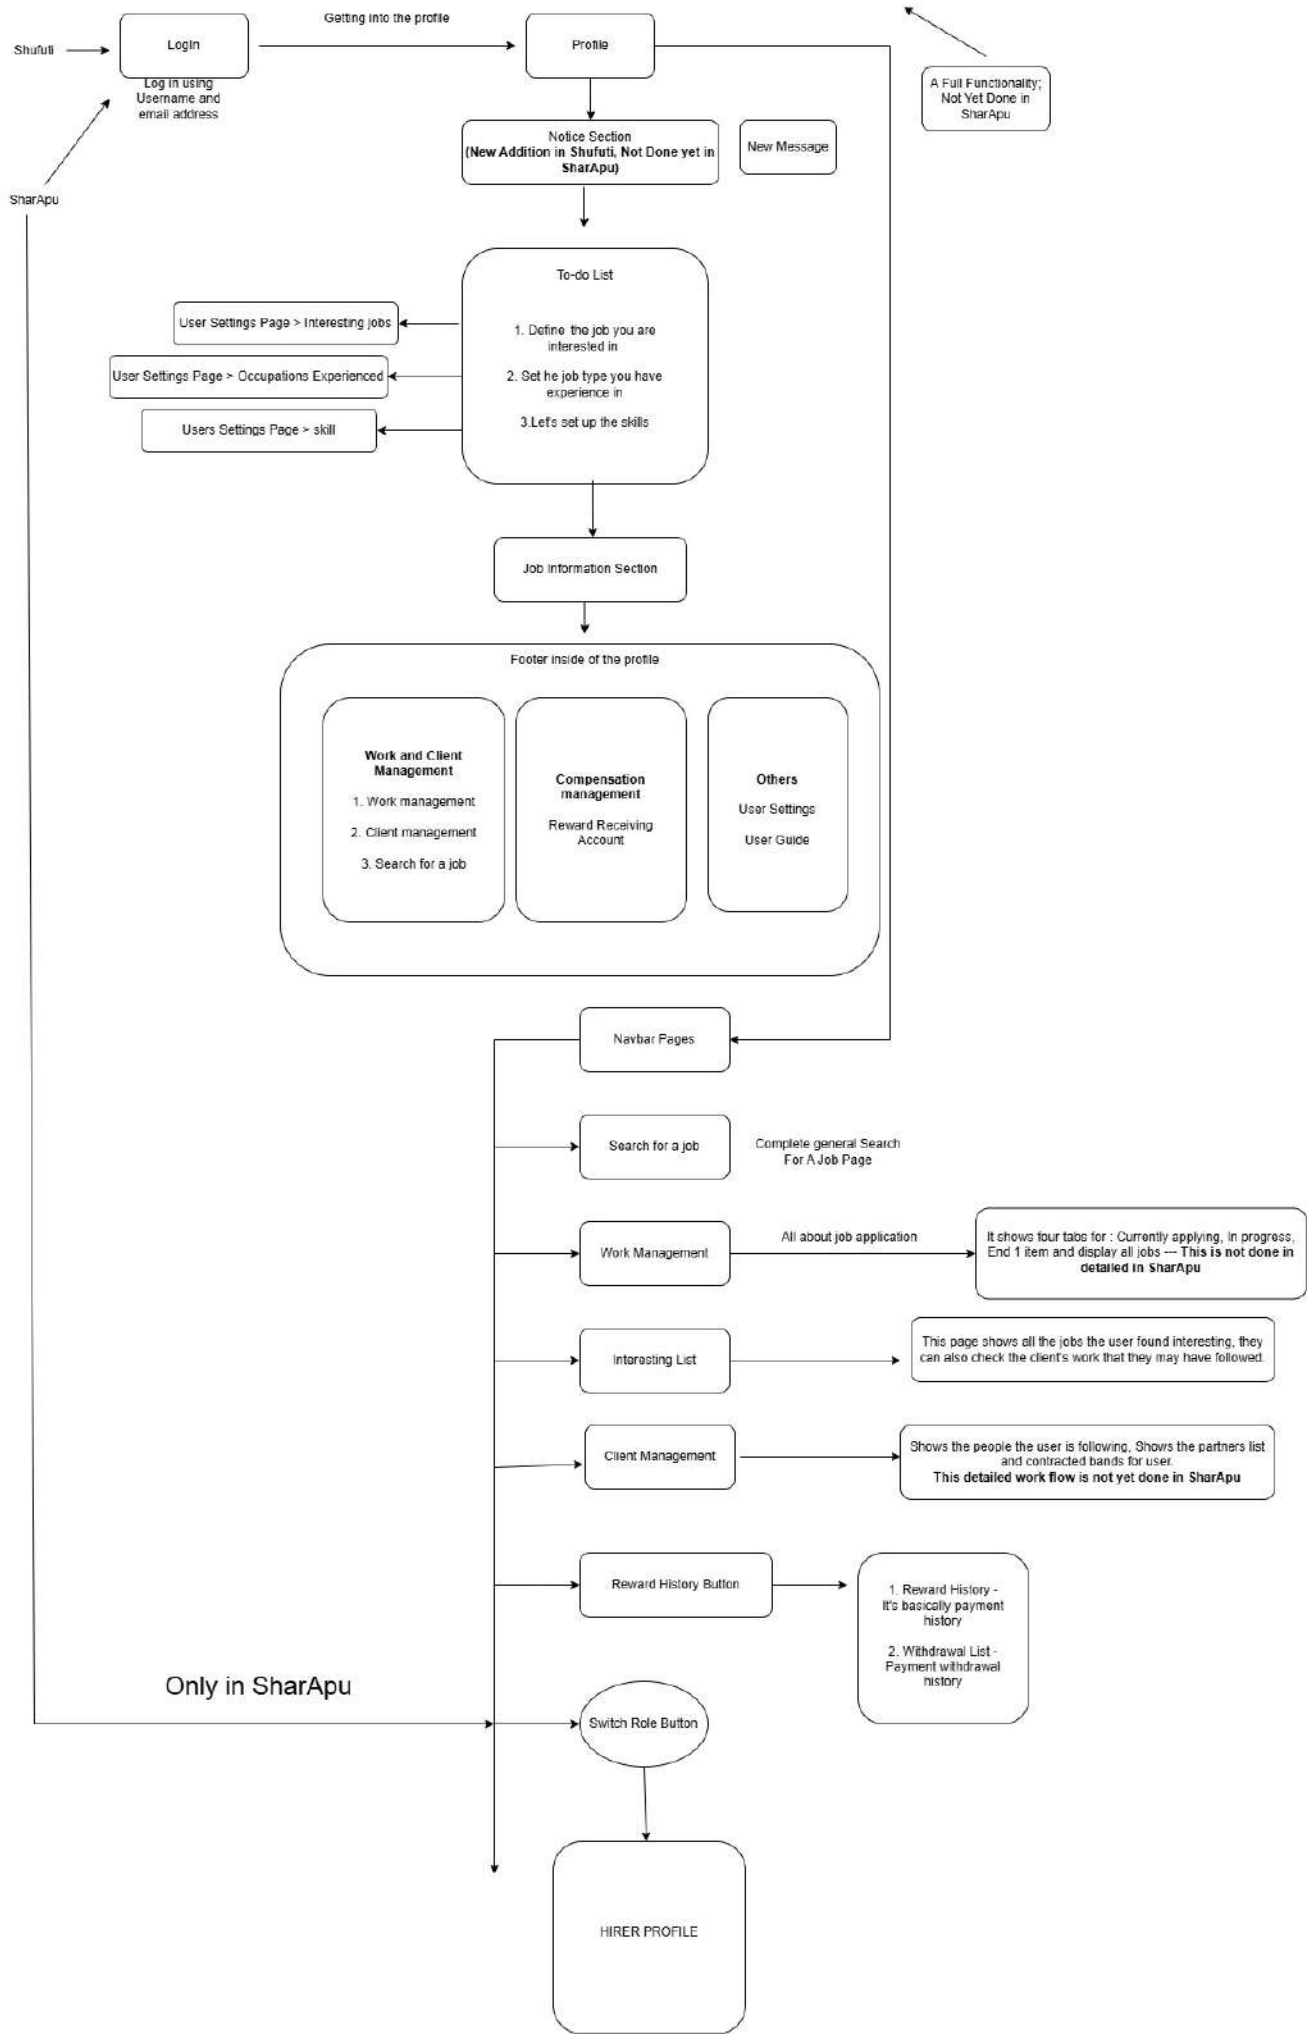 Getting into the profile
Shufuti
Login
Profile
Log in using
Username and
email address
A Full Functionality;
Not Yet Done in
SharApu
Notice Section
(New Addition in Shufuti, Not Done yet in
SharApu)
New Message
SharApu
To-do List
User Settings Page > Interesting jobs
1. Define the job you are
interested in
User Settings Page > Occupations Experienced
2. Set he job type you have
experience in
Users Settings Page > skill
3.Let's set up the skills
Job Information Section
Footer inside of the profile
Work and Client
Management
1. Work management
2. Client management
3. Search for a job
Compensation
management
Reward Receiving
Account
Others
User Settings
User Guide
Navbar Pages
Search for a job
Complete general Search
For A Job Page
Work Management
All about job application
It shows four tabs for : Currently applying, In progress,
End 1 item and display all jobs --- This is not done in
detailed in SharApu
Interesting List
This page shows all the jobs the user found interesting, they
can also check the client's work that they may have followed.
Client Management
Shows the people the user is following, Shows the partners list
and contracted bands for user.
This detailed work flow is not yet done in SharApu
Reward History Button
1. Reward History -
It's basically payment
history
2. Withdrawal List -
Payment withdrawal
history
Only in SharApu
Switch Role Button
HIRER PROFILE